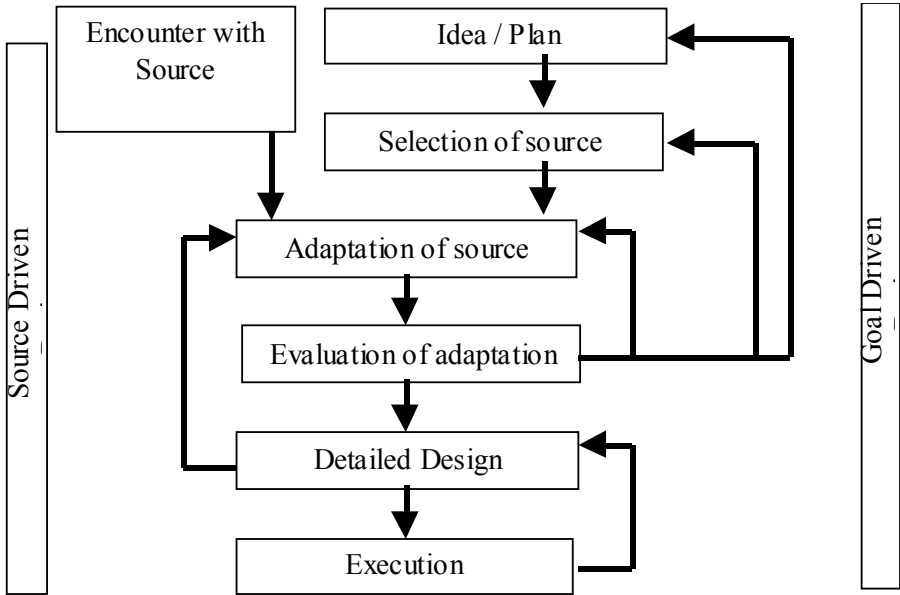 Encounter with
Source
Idea / Plan
Selection of source
Adaptation of source
Evaluation of adaptation
Detailed Design
Execution
Source Driven
Goal Driven